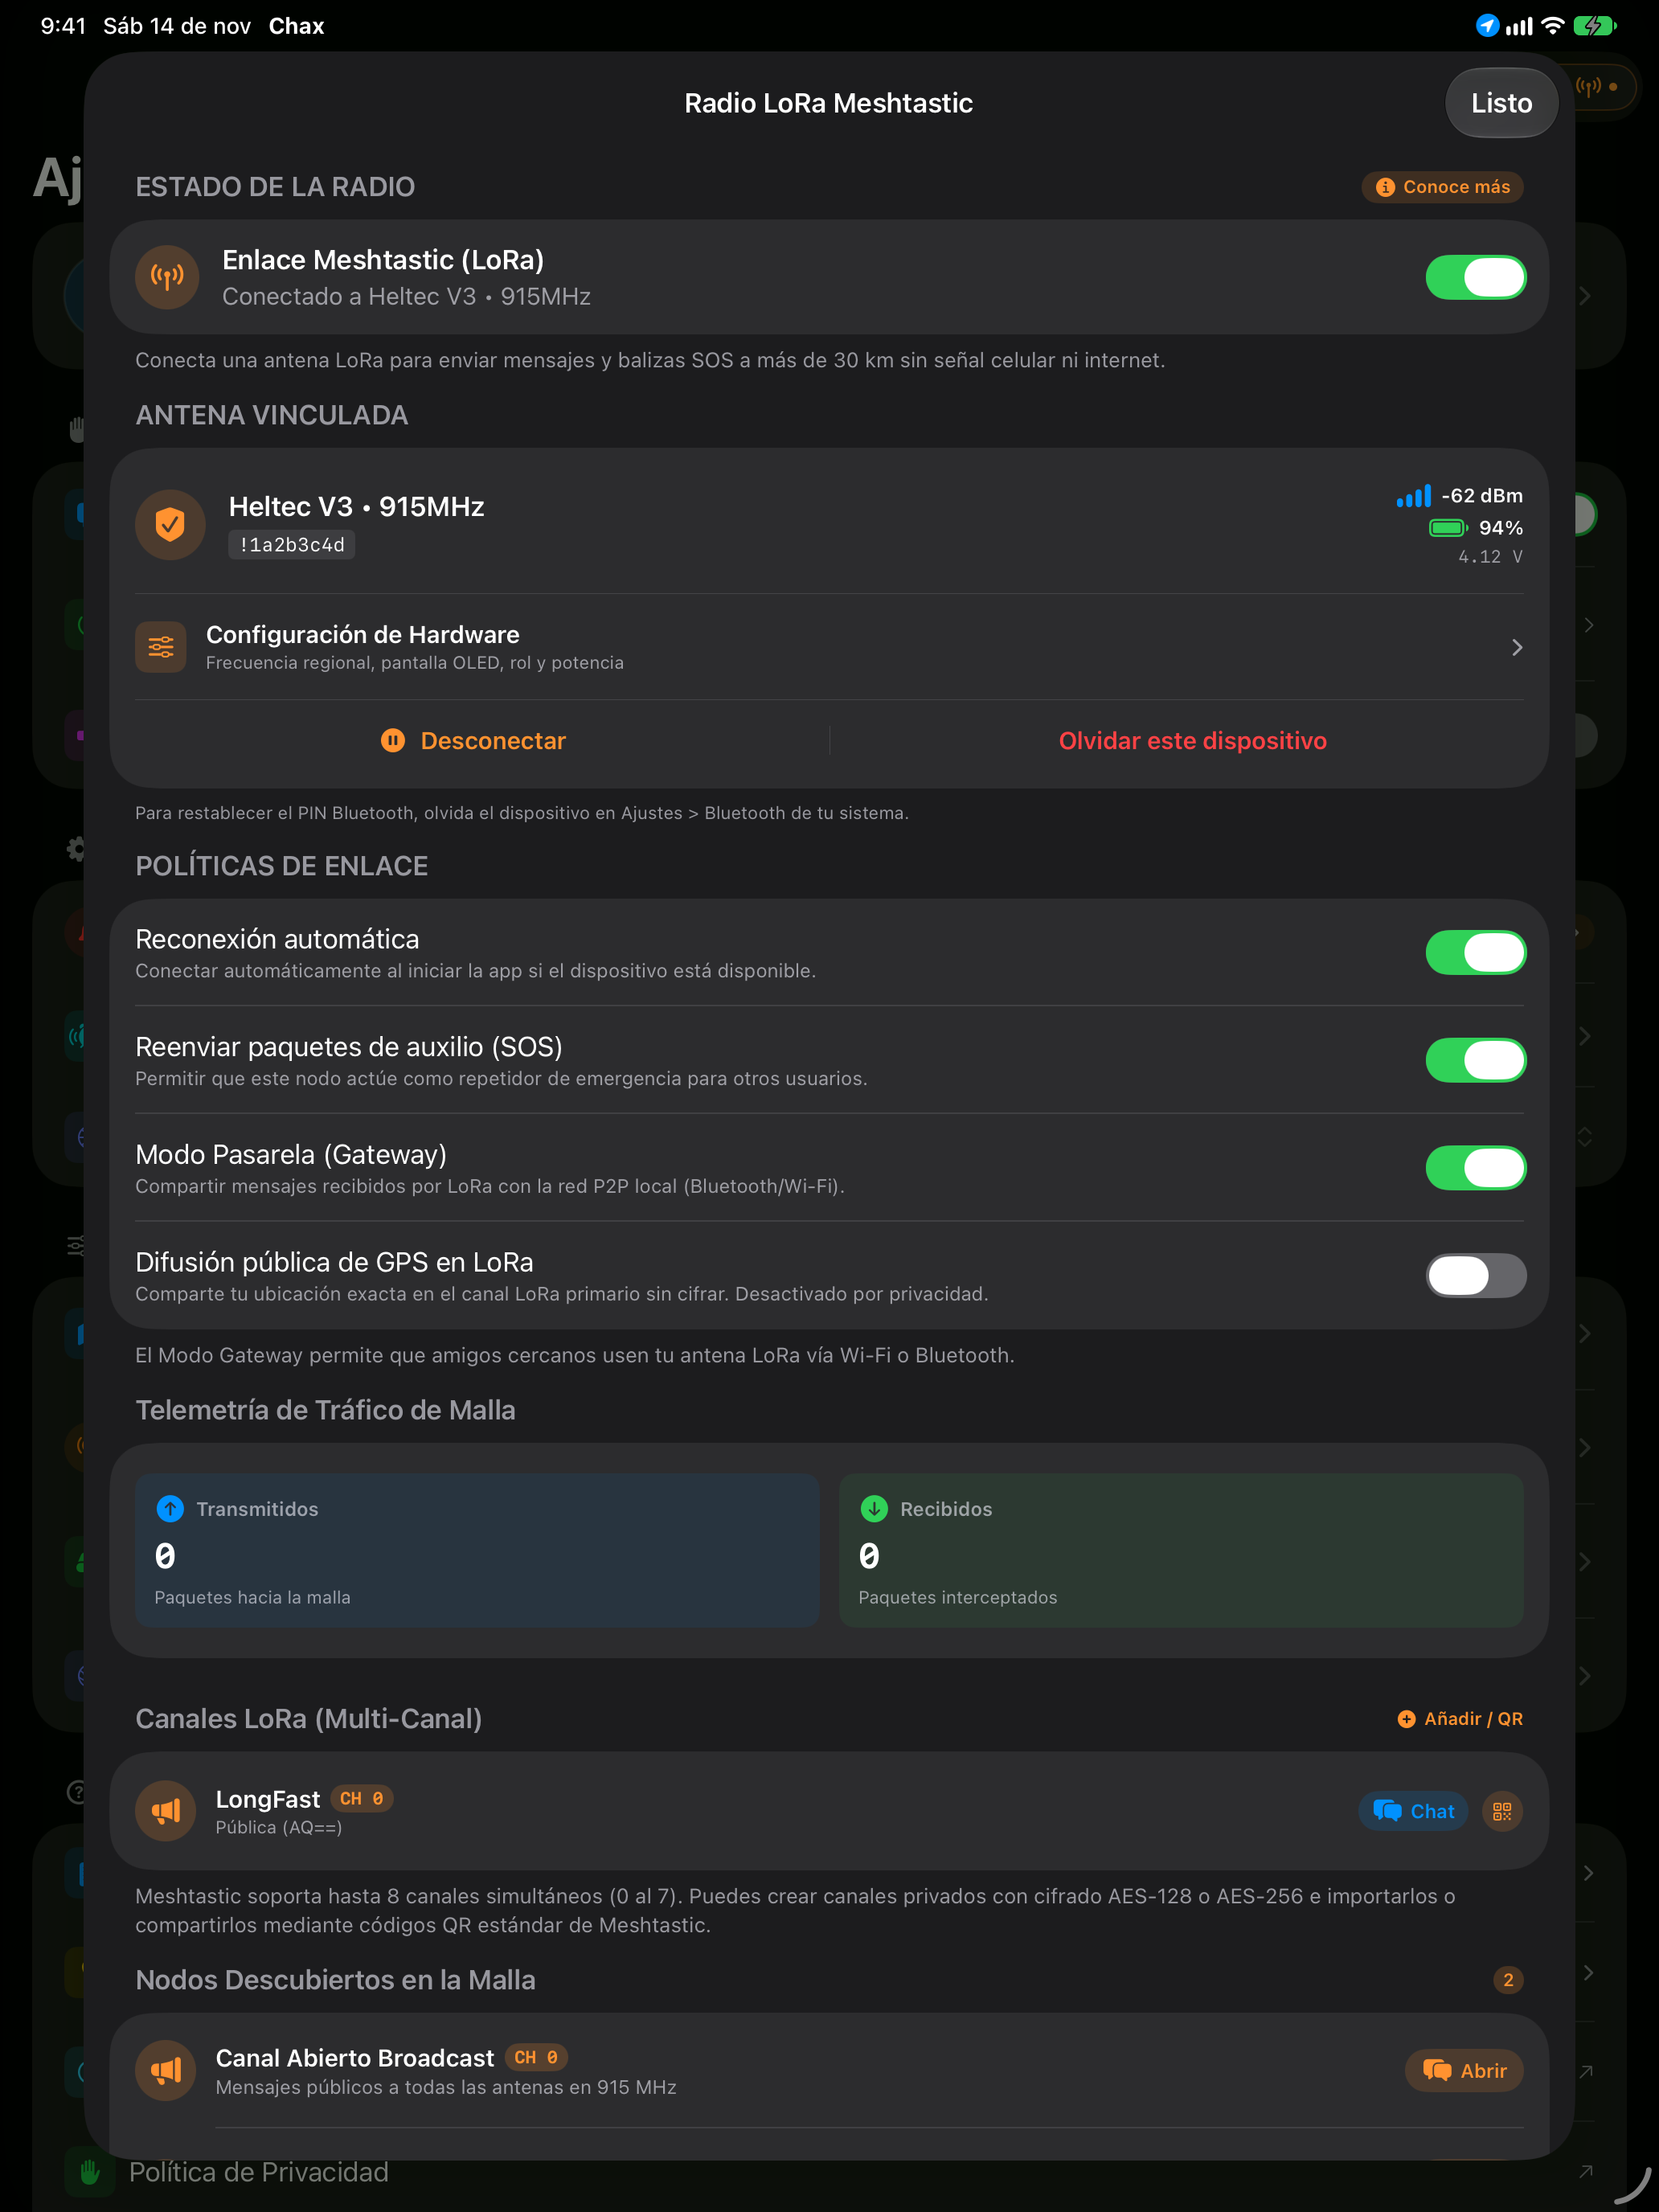 9:41 Sáb 14 de nov Chax
Aj
Radio LoRa Meshtastic
Listo
ESTADO DE LA RADIO
Conoce más
Enlace Meshtastic (LoRa)
Conectado a Heltec V3 • 915MHz
Conecta una antena LoRa para enviar mensajes y balizas SOS a más de 30 km sin señal celular ni internet.
ANTENA VINCULADA
Heltec V3 • 915MHz
!1a2b3c4d
-62 dBm
94%
4.12 V
Configuración de Hardware
Frecuencia regional, pantalla OLED, rol y potencia
Desconectar
Olvidar este dispositivo
Para restablecer el PIN Bluetooth, olvida el dispositivo en Ajustes > Bluetooth de tu sistema.
POLÍTICAS DE ENLACE
Reconexión automática
Conectar automáticamente al iniciar la app si el dispositivo está disponible.
Reenviar paquetes de auxilio (SOS)
Permitir que este nodo actúe como repetidor de emergencia para otros usuarios.
Modo Pasarela (Gateway)
Compartir mensajes recibidos por LoRa con la red P2P local (Bluetooth/Wi-Fi).
Difusión pública de GPS en LoRa
Comparte tu ubicación exacta en el canal LoRa primario sin cifrar. Desactivado por privacidad.
El Modo Gateway permite que amigos cercanos usen tu antena LoRa vía Wi-Fi o Bluetooth.
Telemetría de Tráfico de Malla
Transmitidos
0
Paquetes hacia la malla
Recibidos
0
Paquetes interceptados
Canales LoRa (Multi-Canal)
Añadir / QR
LongFast CH 0
Pública (AQ==)
Chat
Meshtastic soporta hasta 8 canales simultáneos (0 al 7). Puedes crear canales privados con cifrado AES-128 o AES-256 e importarlos o
compartirlos mediante códigos QR estándar de Meshtastic.
Nodos Descubiertos en la Malla
2
Canal Abierto Broadcast CH 0
Mensajes públicos a todas las antenas en 915 MHz
Abrir
Política de Privacidad